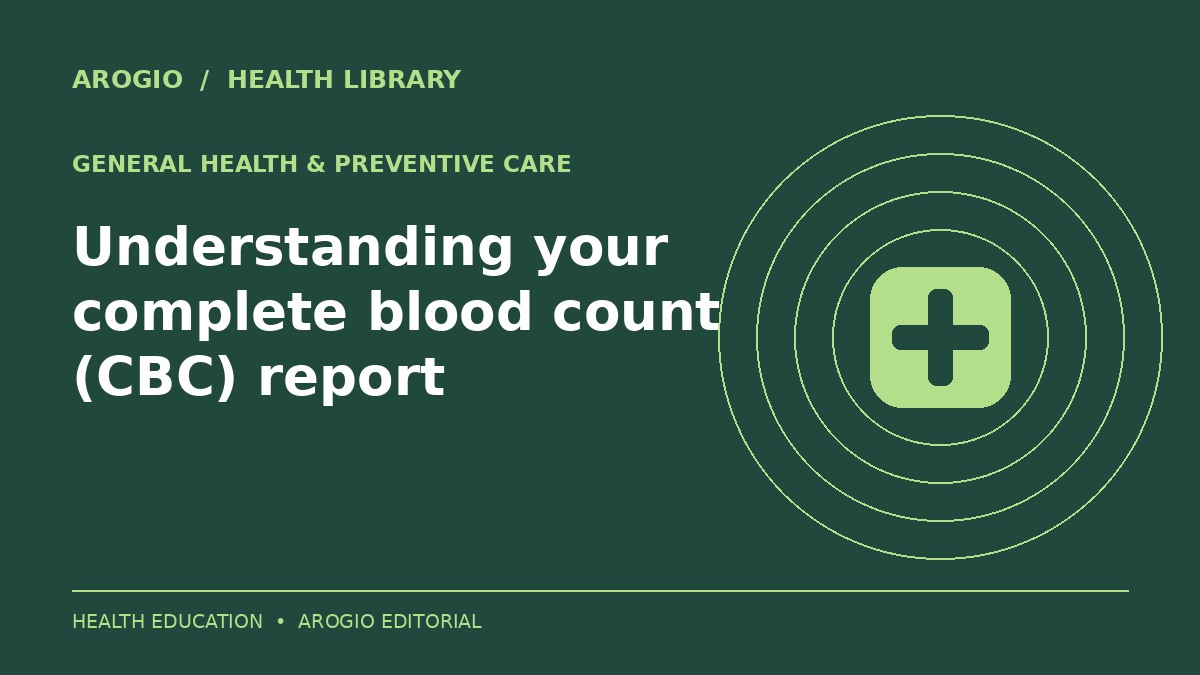 AROGIO / HEALTH LIBRARY
GENERAL HEALTH & PREVENTIVE CARE
Understanding your
complete blood count
(CBC) report
HEALTH EDUCATION • AROGIO EDITORIAL